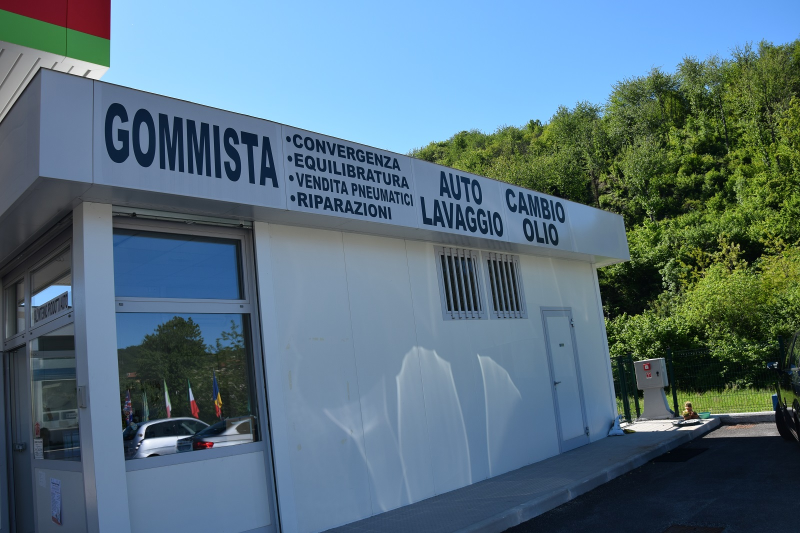 GOMMISTA
•CONVERGENZA
•EQUILIBRATURA
•VENDITA PNEUMATICI
•RIPARAZIONI
AUTO
LAVAGGIO
CAMBIO
OLIO